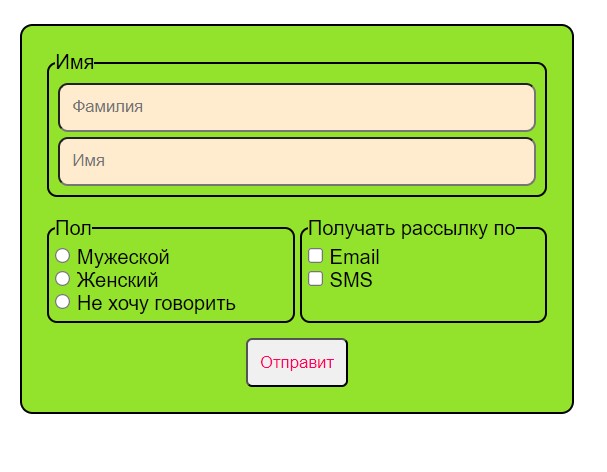 Имя
Фамилия
Имя
Пол
Мужеской
Женский
Не хочу говорить
Получать рассылку по
Email
SMS
Отправит